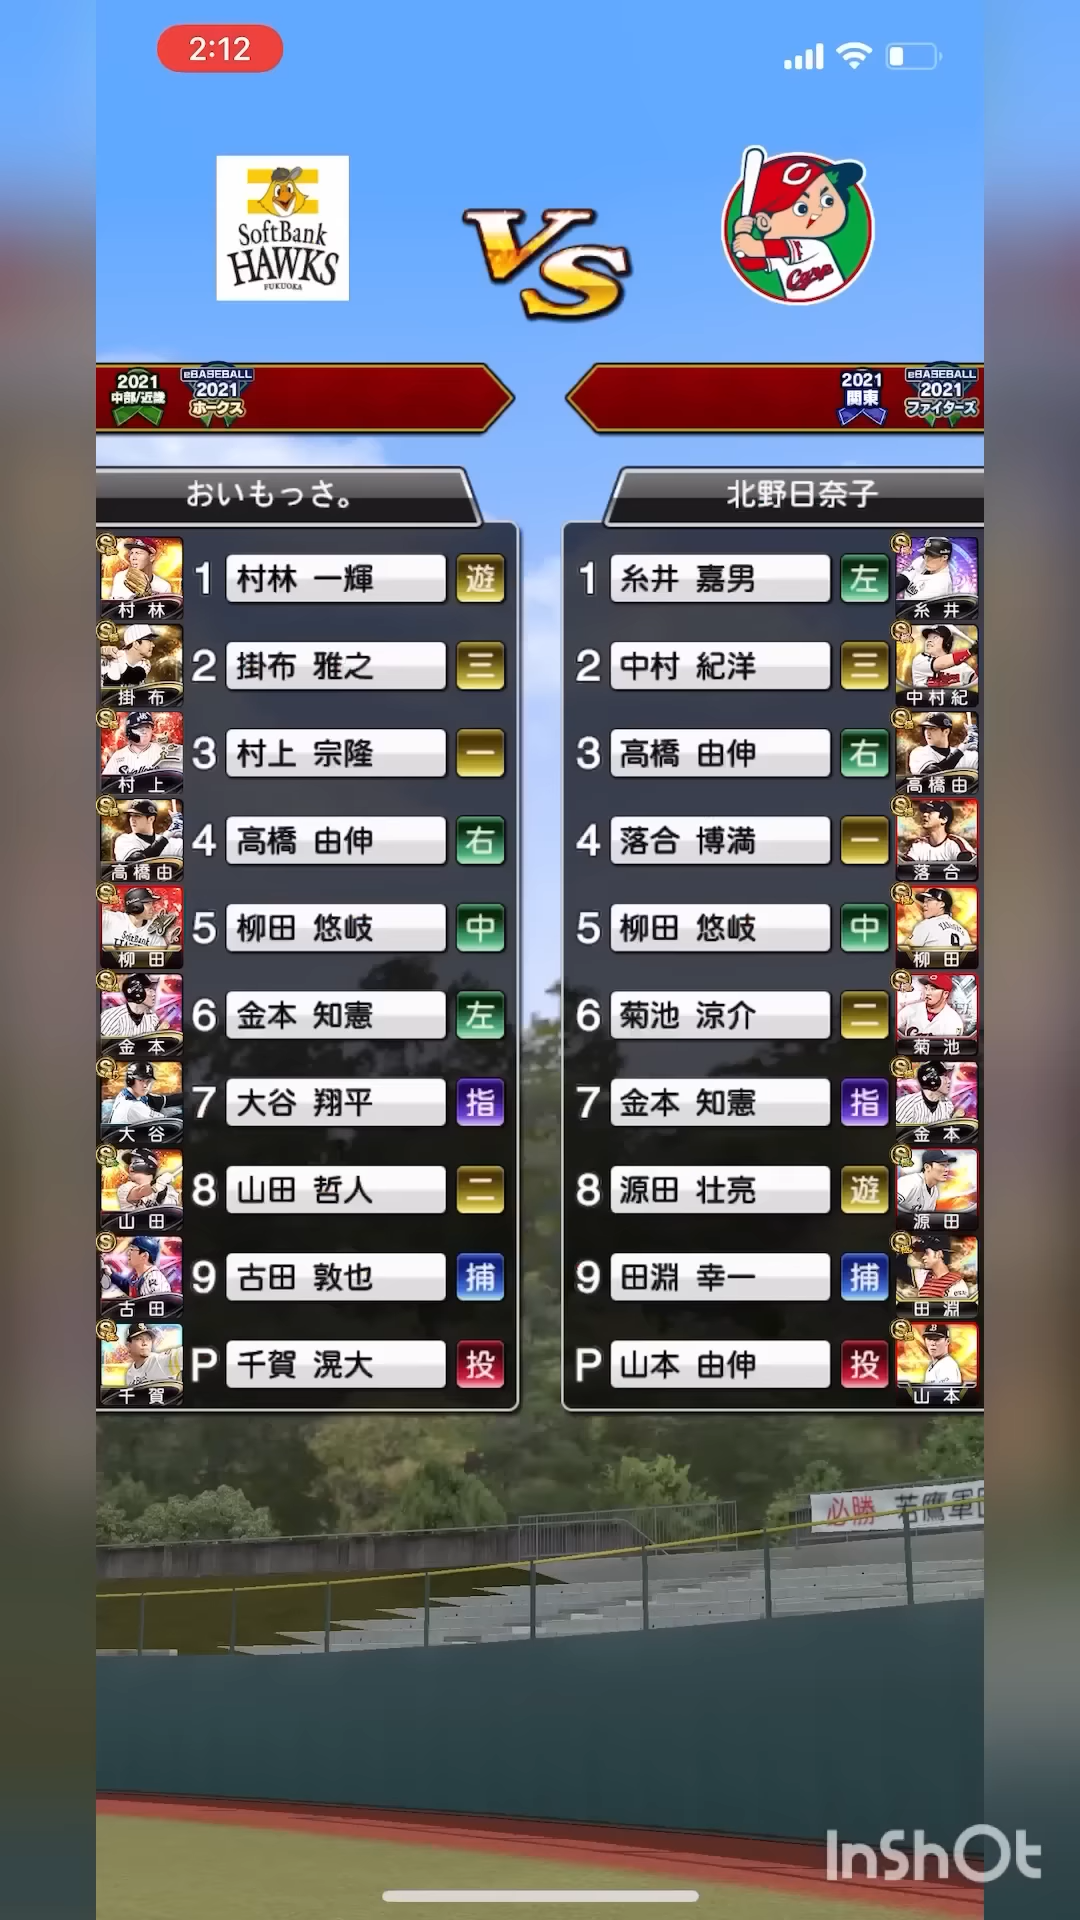 2:12
SoftBank
HAWKS
FUKUOKA
VS
C
Carp
2021
中部/近畿
eBASEBALL
2021
ホークス
2021
関東
eBASEBALL
2021
ファイターズ
おいもっさ。
北野日奈子
村林 1 村林 一輝 遊
1 糸井 嘉男 左 糸井
掛布 2 掛布 雅之 三
2 中村 紀洋 三 中村紀
村上 3 村上 宗隆 一
3 高橋 由伸 右 高橋由
高橋由 4 高橋 由伸 右
4 落合 博満 一 落合
柳田 5 柳田 悠岐 中
5 柳田 悠岐 中 柳田
金本 6 金本 知憲 左
6 菊池 涼介 二 菊池
大谷 7 大谷 翔平 指
7 金本 知憲 指 金本
山田 8 山田 哲人 二
8 源田 壮亮 遊 源田
古田 9 古田 敦也 捕
9 田淵 幸一 捕 田淵
千賀 P 千賀 滉大 投
P 山本 由伸 投 山本
必勝 若鷹軍団
InShOt